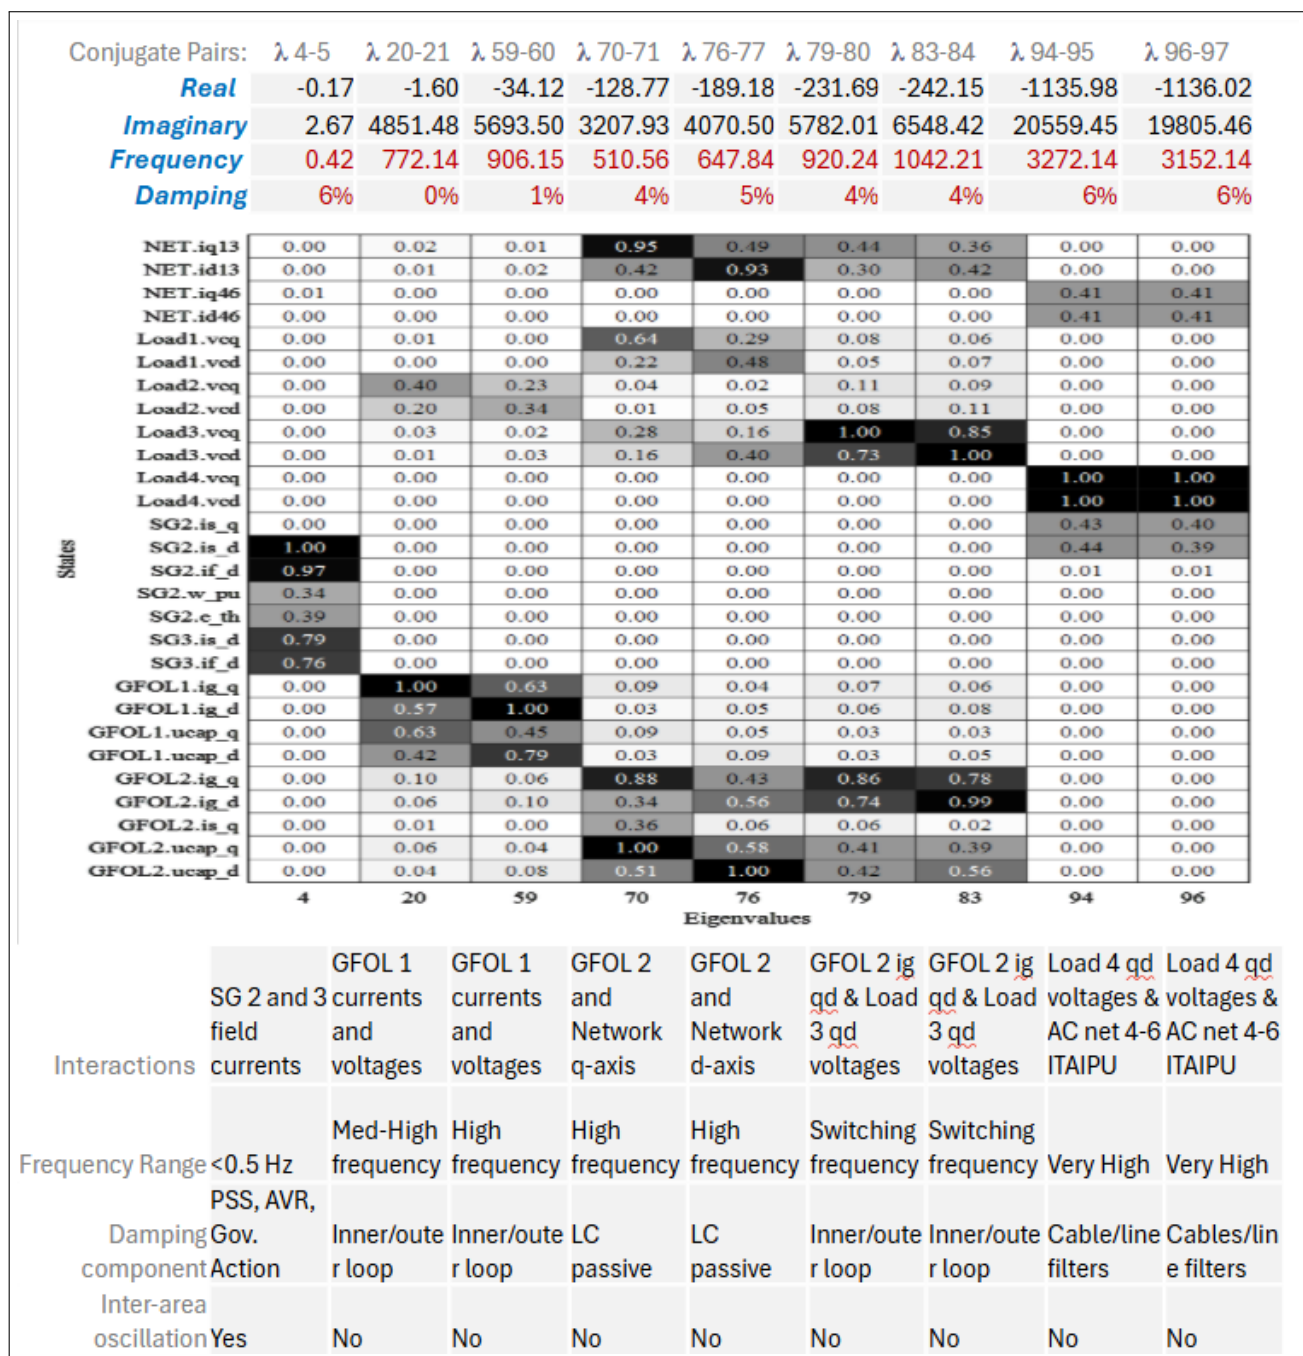 Conjugate Pairs: λ 4-5 λ 20-21 λ 59-60 λ 70-71 λ 76-77 λ 79-80 λ 83-84 λ 94-95 λ 96-97
Real -0.17 -1.60 -34.12 -128.77 -189.18 -231.69 -242.15 -1135.98 -1136.02
Imaginary 2.67 4851.48 5693.50 3207.93 4070.50 5782.01 6548.42 20559.45 19805.46
Frequency 0.42 772.14 906.15 510.56 647.84 920.24 1042.21 3272.14 3152.14
Damping 6% 0% 1% 4% 5% 4% 4% 6% 6%
NET.iq13 0.00 0.02 0.01 0.95 0.49 0.44 0.36 0.00 0.00
NET.id13 0.00 0.01 0.02 0.42 0.93 0.30 0.42 0.00 0.00
NET.iq46 0.01 0.00 0.00 0.00 0.00 0.00 0.00 0.41 0.41
NET.id46 0.00 0.00 0.00 0.00 0.00 0.00 0.00 0.41 0.41
Load1.vcq 0.00 0.01 0.00 0.64 0.29 0.08 0.06 0.00 0.00
Load1.vcd 0.00 0.00 0.00 0.22 0.48 0.05 0.07 0.00 0.00
Load2.vcq 0.00 0.40 0.23 0.04 0.02 0.11 0.09 0.00 0.00
Load2.vcd 0.00 0.20 0.34 0.01 0.05 0.08 0.11 0.00 0.00
Load3.vcq 0.00 0.03 0.02 0.28 0.16 1.00 0.85 0.00 0.00
Load3.vcd 0.00 0.01 0.03 0.16 0.40 0.73 1.00 0.00 0.00
Load4.vcq 0.00 0.00 0.00 0.00 0.00 0.00 0.00 1.00 1.00
Load4.vcd 0.00 0.00 0.00 0.00 0.00 0.00 0.00 1.00 1.00
SG2.is_q 0.00 0.00 0.00 0.00 0.00 0.00 0.00 0.43 0.40
States
SG2.is_d 1.00 0.00 0.00 0.00 0.00 0.00 0.00 0.44 0.39
SG2.if_d 0.97 0.00 0.00 0.00 0.00 0.00 0.00 0.01 0.01
SG2.w_pu 0.34 0.00 0.00 0.00 0.00 0.00 0.00 0.00 0.00
SG2.e_th 0.39 0.00 0.00 0.00 0.00 0.00 0.00 0.00 0.00
SG3.is_d 0.79 0.00 0.00 0.00 0.00 0.00 0.00 0.00 0.00
SG3.if_d 0.76 0.00 0.00 0.00 0.00 0.00 0.00 0.00 0.00
GFOL1.ig_q 0.00 1.00 0.63 0.09 0.04 0.07 0.06 0.00 0.00
GFOL1.ig_d 0.00 0.57 1.00 0.03 0.05 0.06 0.08 0.00 0.00
GFOL1.ucap_q 0.00 0.63 0.45 0.09 0.05 0.03 0.03 0.00 0.00
GFOL1.ucap_d 0.00 0.42 0.79 0.03 0.09 0.03 0.05 0.00 0.00
GFOL2.ig_q 0.00 0.10 0.06 0.88 0.43 0.86 0.78 0.00 0.00
GFOL2.ig_d 0.00 0.06 0.10 0.34 0.56 0.74 0.99 0.00 0.00
GFOL2.is_q 0.00 0.01 0.00 0.36 0.06 0.06 0.02 0.00 0.00
GFOL2.ucap_q 0.00 0.06 0.04 1.00 0.58 0.41 0.39 0.00 0.00
GFOL2.ucap_d 0.00 0.04 0.08 0.51 1.00 0.42 0.56 0.00 0.00
4 20 59 70 76 79 83 94 96
Eigenvalues
GFOL 1 GFOL 1 GFOL 2 GFOL 2 GFOL 2 ig GFOL 2 ig Load 4 qd Load 4 qd
SG 2 and 3 currents currents and and qd & Load qd & Load voltages & voltages &
field and and Network Network 3 qd 3 qd AC net 4-6 AC net 4-6
Interactions currents voltages voltages q-axis d-axis voltages voltages ITAIPU ITAIPU
Med-High High High High Switching Switching
Frequency Range <0.5 Hz frequency frequency frequency frequency frequency frequency Very High Very High
PSS, AVR,
Damping Gov. Inner/oute Inner/oute LC LC Inner/oute Inner/oute Cable/line Cables/lin
component Action r loop r loop passive passive r loop r loop filters e filters
Inter-area
oscillation Yes No No No No No No No No